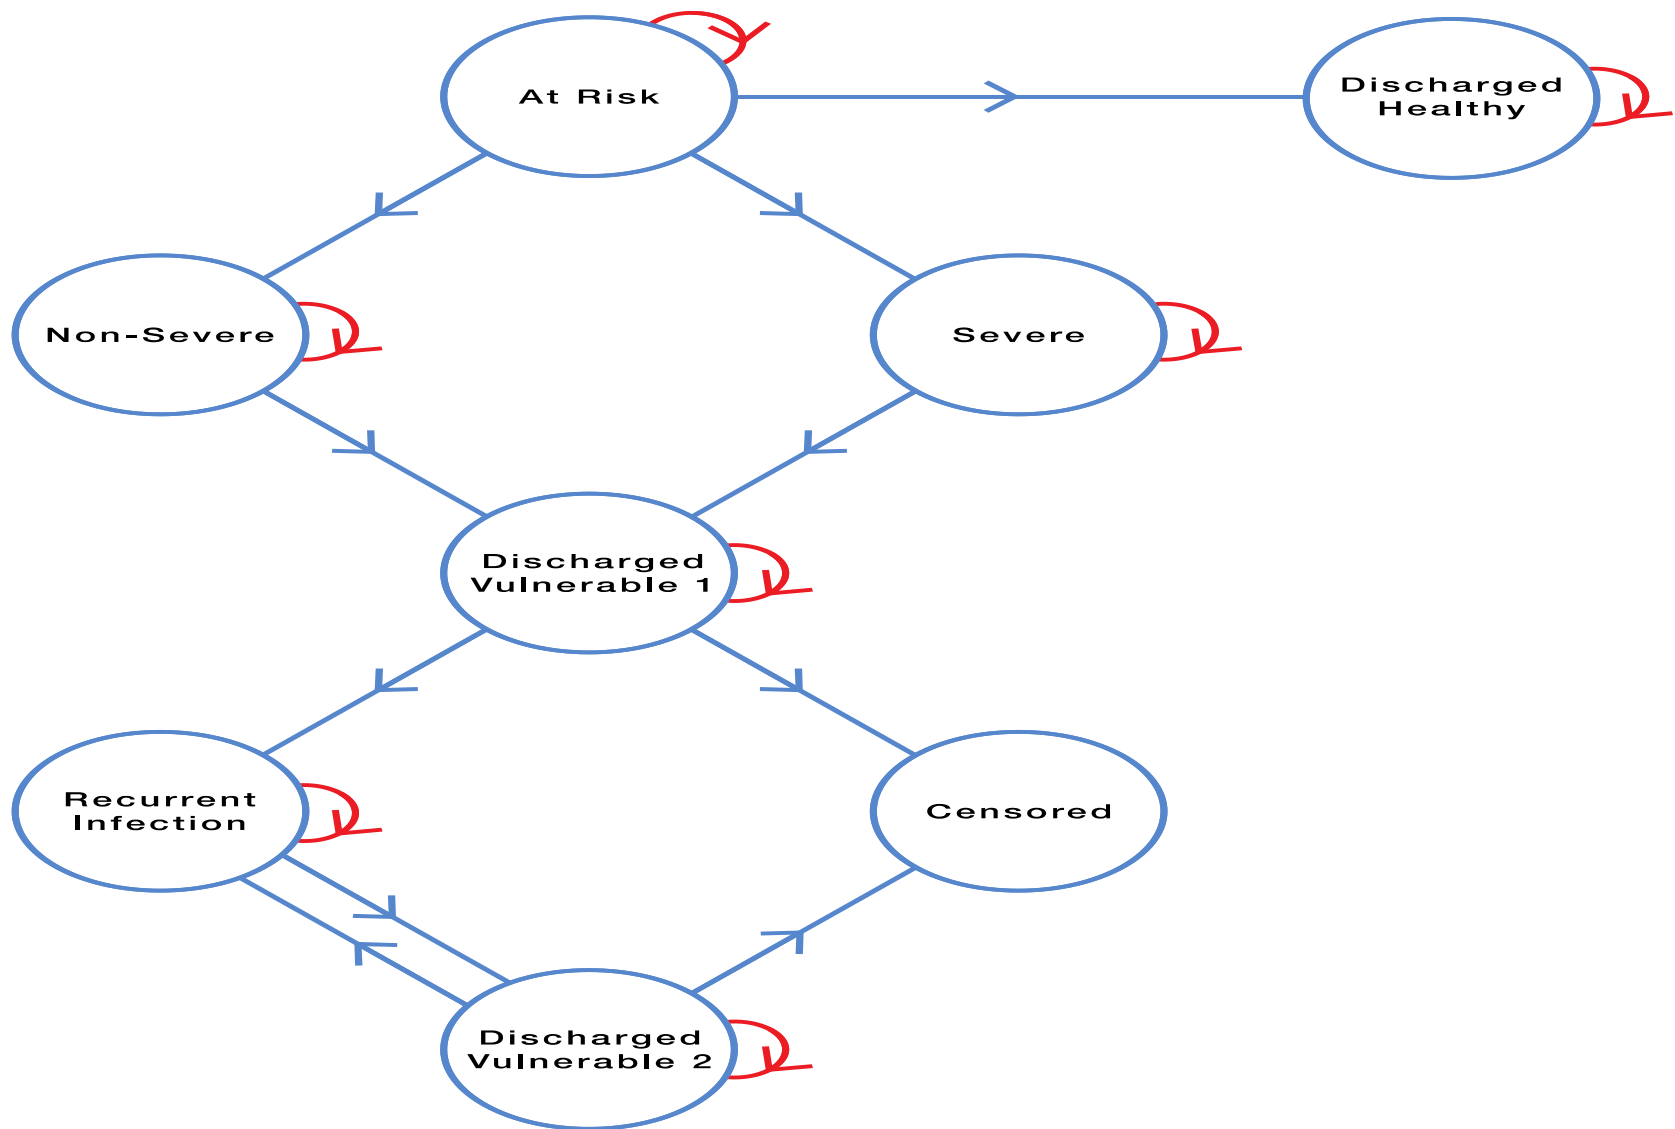 At Risk
Discharged
Healthy
Non-Severe
Severe
Discharged
Vulnerable 1
Recurrent
Infection
Censored
Discharged
Vulnerable 2